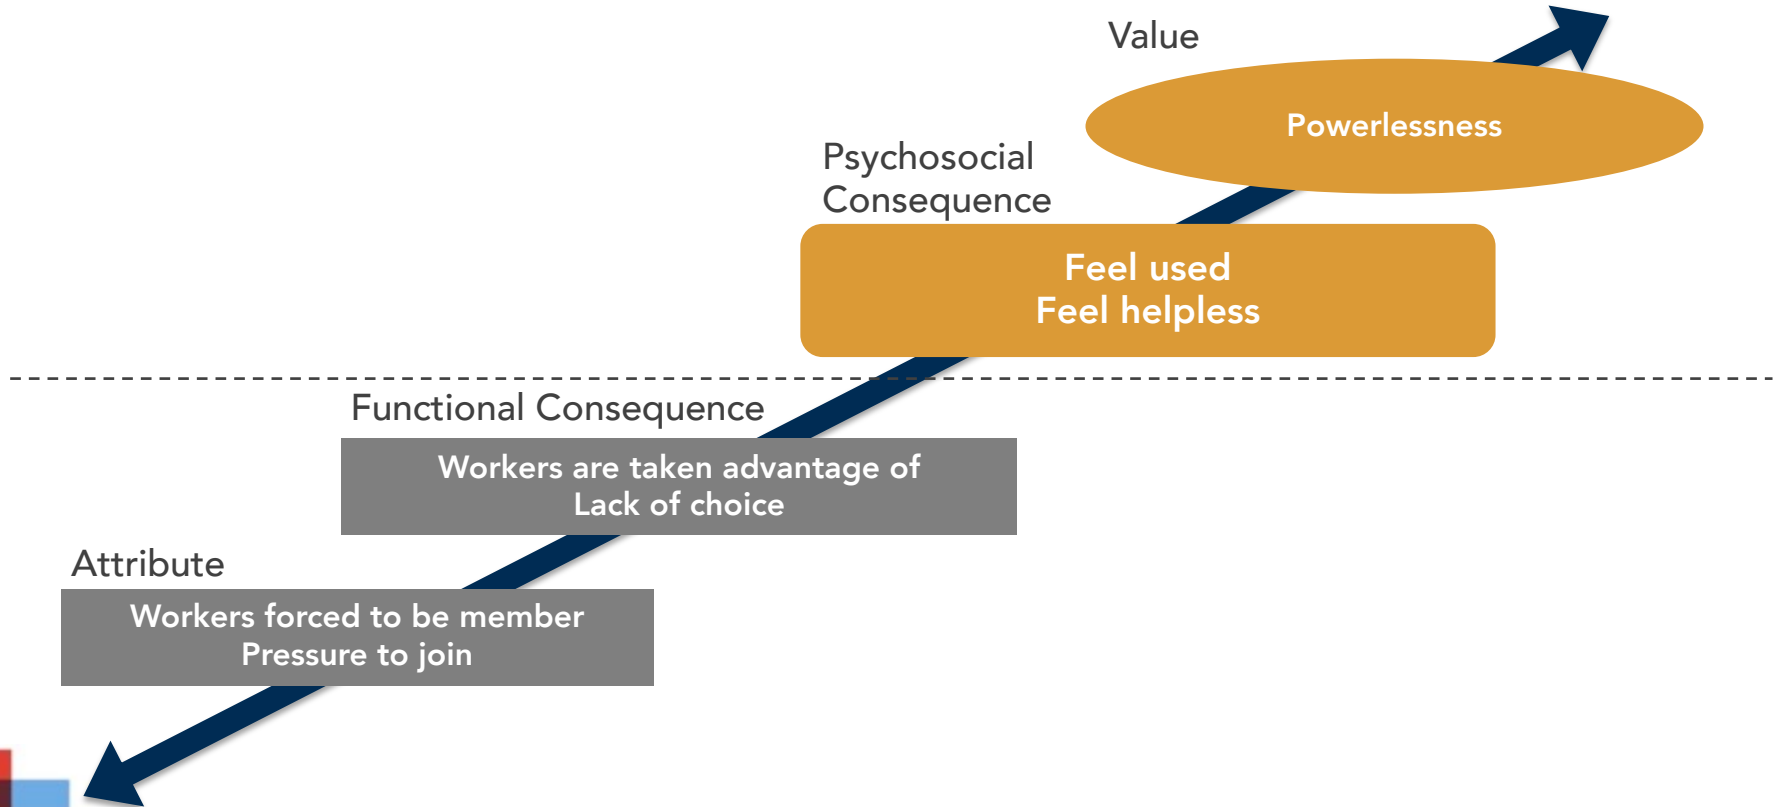 Value
Powerlessness
Psychosocial
Consequence
Feel used
Feel helpless
Functional Consequence
Workers are taken advantage of
Lack of choice
Attribute
Workers forced to be member
Pressure to join